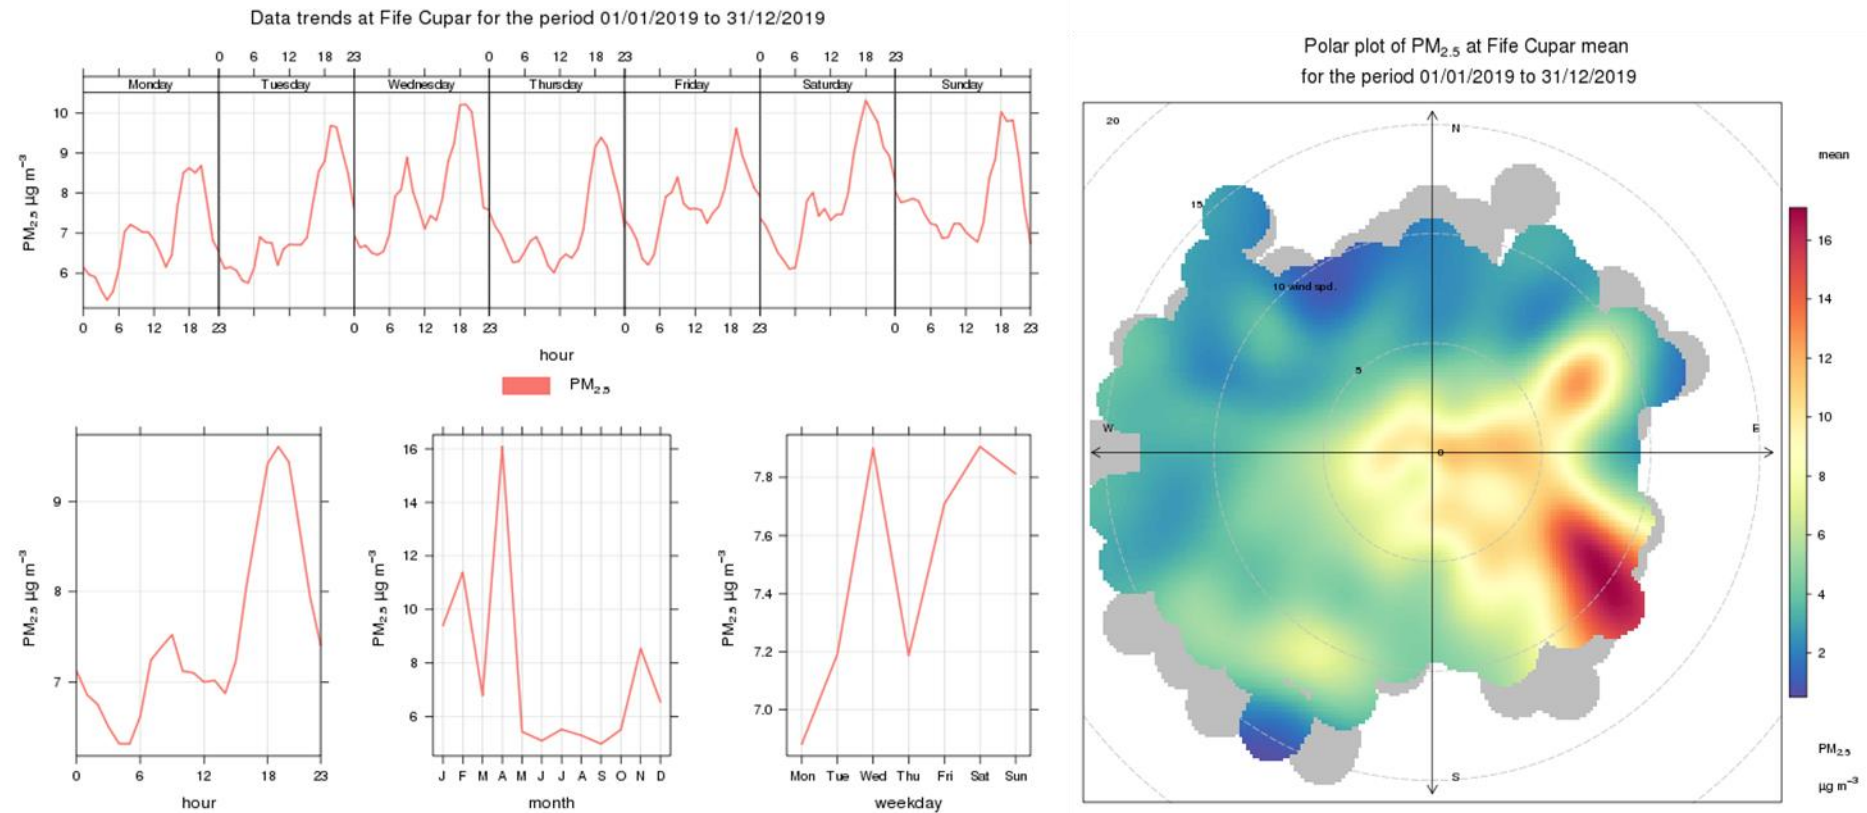 Data trends at Fife Cupar for the period 01/01/2019 to 31/12/2019
0 6 12 18 23 0 6 12 18 23 0 6 12 18 23
Monday Tuesday Wednesday Thursday Friday Saturday Sunday
10
9
8
7
6
PM2.5 µg m−3
0 6 12 18 23 0 6 12 18 23 0 6 12 18 23 0 6 12 18 23
hour
PM2.5
9
8
7
PM2.5 µg m−3
0 6 12 18 23
hour
16
14
12
10
8
6
PM2.5 µg m−3
J F M A M J J A S O N D
month
7.8
7.6
7.4
7.2
7.0
PM2.5 µg m−3
Mon Tue Wed Thu Fri Sat Sun
weekday
Polar plot of PM2.5 at Fife Cupar mean
for the period 01/01/2019 to 31/12/2019
20
N
15
10 wind spd.
5
W
E
0
S
mean
16
14
12
10
8
6
4
2
PM2.5
µg m−3